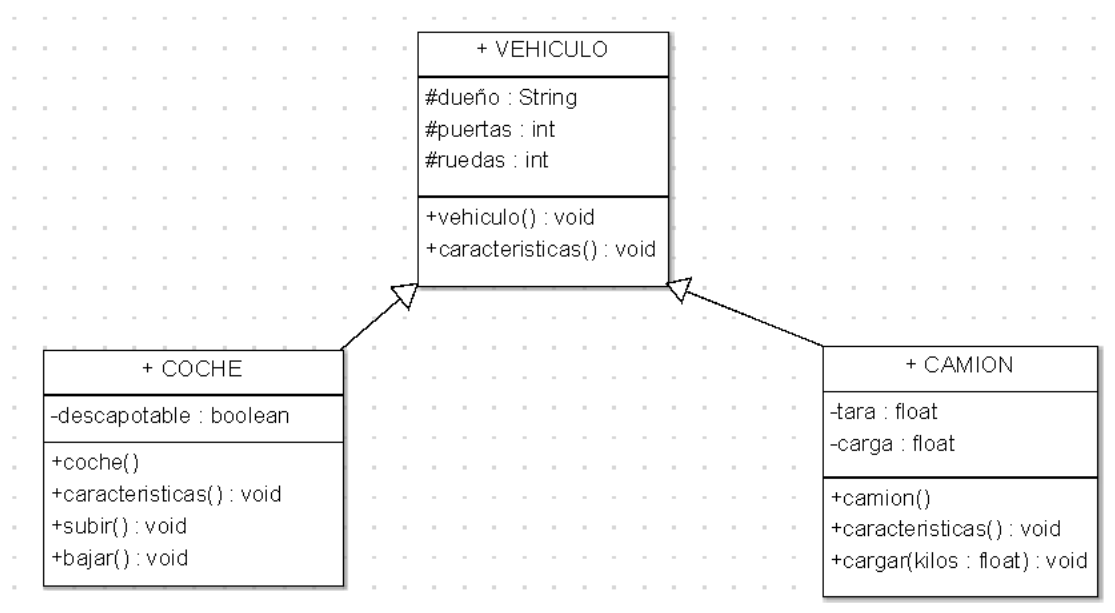 + VEHICULO
#dueño : String
#puertas : int
#ruedas : int
+vehiculo() : void
+caracteristicas() : void
+ COCHE
-descapotable : boolean
+coche()
+caracteristicas() : void
+subir() : void
+bajar() : void
+ CAMION
-tara : float
-carga : float
+camion()
+caracteristicas() : void
+cargar(kilos : float) : void